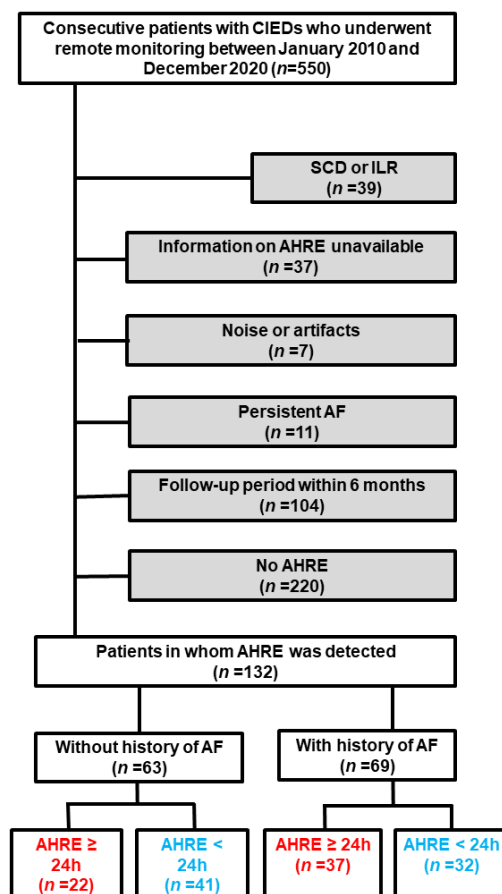 Consecutive patients with CIEDs who underwent
remote monitoring between January 2010 and
December 2020 (n=550)
SCD or ILR
(n =39)
Information on AHRE unavailable
(n =37)
Noise or artifacts
(n =7)
Persistent AF
(n =11)
Follow-up period within 6 months
(n =104)
No AHRE
(n =220)
Patients in whom AHRE was detected
(n =132)
Without history of AF
(n =63)
With history of AF
(n =69)
AHRE ≥
24h
(n =22)
AHRE <
24h
(n =41)
AHRE ≥ 24h
(n =37)
AHRE < 24h
(n =32)